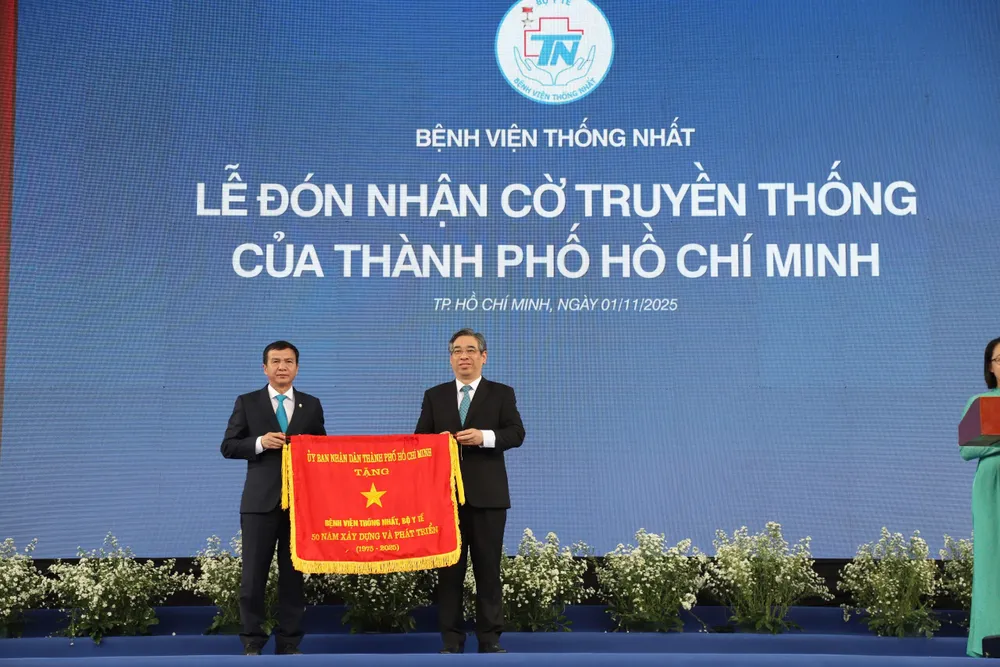 BỘ Y TẾ
TN
BỆNH VIỆN THỐNG NHẤT
BỆNH VIỆN THỐNG NHẤT
LỄ ĐÓN NHẬN CỜ TRUYỀN THỐNG
CỦA THÀNH PHỐ HỒ CHÍ MINH
TP. HỒ CHÍ MINH, NGÀY 01/11/2025
ỦY BAN NHÂN DÂN THÀNH PHỐ HỒ CHÍ MINH
TẶNG
BỆNH VIỆN THỐNG NHẤT, BỘ Y TẾ
50 NĂM XÂY DỰNG VÀ PHÁT TRIỂN
(1975 - 2025)